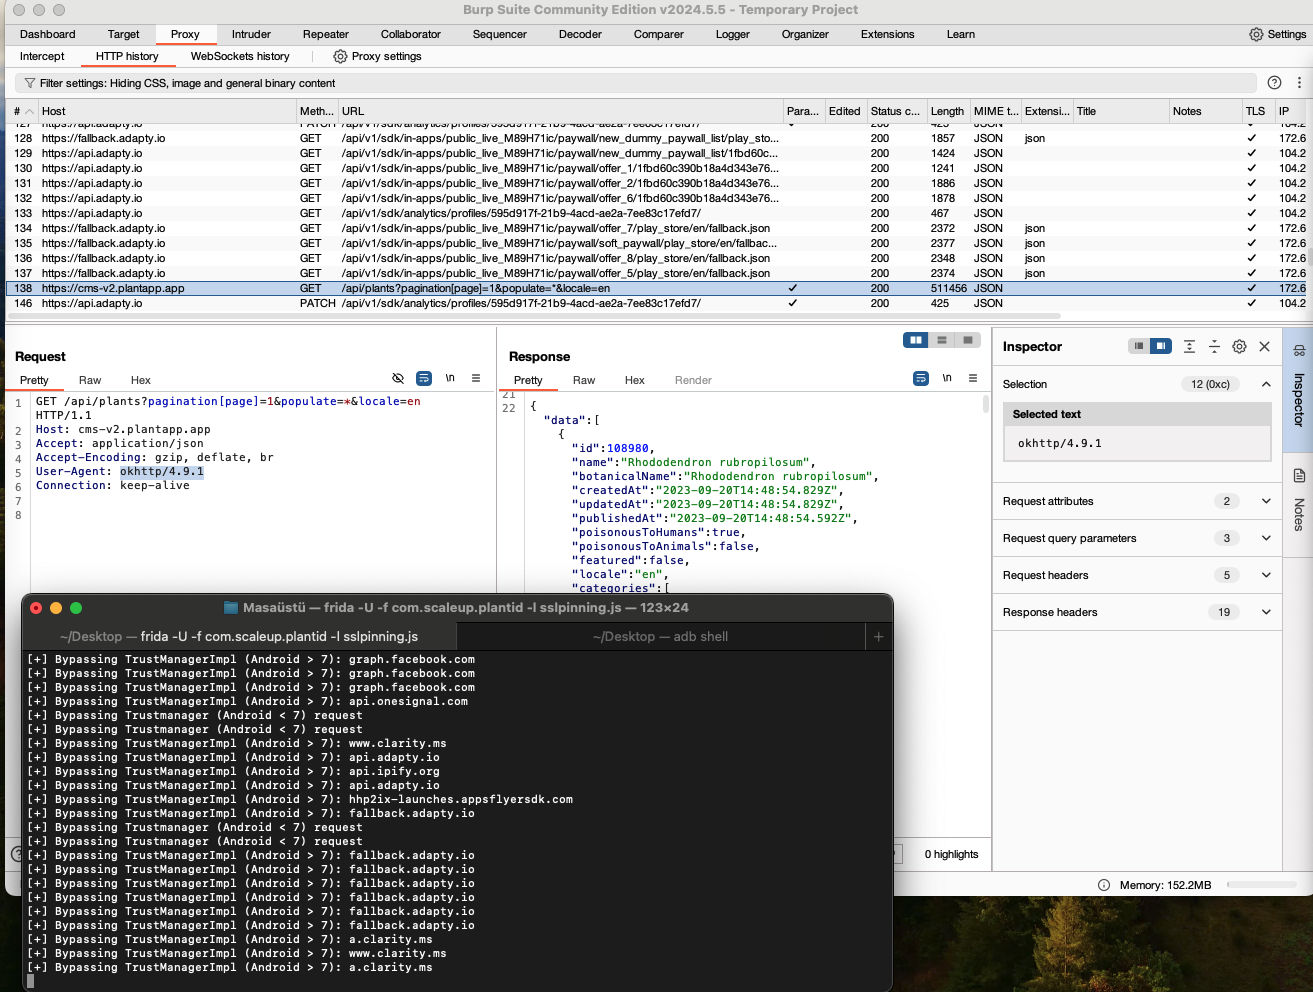 Burp Suite Community Edition v2024.5.5 - Temporary Project
Dashboard Target Proxy Intruder Repeater Collaborator Sequencer Decoder Comparer Logger Organizer Extensions Learn Settings
Intercept HTTP history WebSockets history Proxy settings
Filter settings: Hiding CSS, image and general binary content
# Host Meth... URL Para... Edited Status c... Length MIME t... Extensi... Title Notes TLS IP
127 https://api.adapty.io PATCH /api/v1/sdk/analytics/profiles/595d917f-21b9-4acd-ae2a-7ee83c17efd7/ ✓ 200 425 JSON ✓ 104.2
128 https://fallback.adapty.io GET /api/v1/sdk/in-apps/public_live_M89H71ic/paywall/new_dummy_paywall_list/play_sto... 200 1857 JSON json ✓ 172.6
129 https://api.adapty.io GET /api/v1/sdk/in-apps/public_live_M89H71ic/paywall/new_dummy_paywall_list/1fbd60c... 200 1424 JSON ✓ 104.2
130 https://api.adapty.io GET /api/v1/sdk/in-apps/public_live_M89H71ic/paywall/offer_1/1fbd60c390b18a4d343e76... 200 1241 JSON ✓ 104.2
131 https://api.adapty.io GET /api/v1/sdk/in-apps/public_live_M89H71ic/paywall/offer_2/1fbd60c390b18a4d343e76... 200 1886 JSON ✓ 104.2
132 https://api.adapty.io GET /api/v1/sdk/in-apps/public_live_M89H71ic/paywall/offer_6/1fbd60c390b18a4d343e76... 200 1878 JSON ✓ 104.2
133 https://api.adapty.io GET /api/v1/sdk/analytics/profiles/595d917f-21b9-4acd-ae2a-7ee83c17efd7/ 200 467 JSON ✓ 104.2
134 https://fallback.adapty.io GET /api/v1/sdk/in-apps/public_live_M89H71ic/paywall/offer_7/play_store/en/fallback.json 200 2372 JSON json ✓ 172.6
135 https://fallback.adapty.io GET /api/v1/sdk/in-apps/public_live_M89H71ic/paywall/soft_paywall/play_store/en/fallbac... 200 2377 JSON json ✓ 172.6
136 https://fallback.adapty.io GET /api/v1/sdk/in-apps/public_live_M89H71ic/paywall/offer_8/play_store/en/fallback.json 200 2348 JSON json ✓ 172.6
137 https://fallback.adapty.io GET /api/v1/sdk/in-apps/public_live_M89H71ic/paywall/offer_5/play_store/en/fallback.json 200 2374 JSON json ✓ 172.6
138 https://cms-v2.plantapp.app GET /api/plants?pagination[page]=1&populate=*&locale=en ✓ 200 511456 JSON ✓ 172.6
146 https://api.adapty.io PATCH /api/v1/sdk/analytics/profiles/595d917f-21b9-4acd-ae2a-7ee83c17efd7/ ✓ 200 425 JSON ✓ 104.2
Request
Pretty Raw Hex \n
1 GET /api/plants?pagination[page]=1&populate=*&locale=en
HTTP/1.1
2 Host: cms-v2.plantapp.app
3 Accept: application/json
4 Accept-Encoding: gzip, deflate, br
5 User-Agent: okhttp/4.9.1
6 Connection: keep-alive
7
8
Response
Pretty Raw Hex Render \n
21
22 {
"data":[
{
"id":108980,
"name":"Rhododendron rubropilosum",
"botanicalName":"Rhododendron rubropilosum",
"createdAt":"2023-09-20T14:48:54.829Z",
"updatedAt":"2023-09-20T14:48:54.829Z",
"publishedAt":"2023-09-20T14:48:54.592Z",
"poisonousToHumans":true,
"poisonousToAnimals":false,
"featured":false,
"locale":"en",
"categories":[
0 highlights
Inspector
Selection 12 (0xc)
Selected text
okhttp/4.9.1
Request attributes 2
Request query parameters 3
Request headers 5
Response headers 19
Inspector
Notes
Memory: 152.2MB
Masaüstü — frida -U -f com.scaleup.plantid -l sslpinning.js — 123×24
~/Desktop — frida -U -f com.scaleup.plantid -l sslpinning.js ~/Desktop — adb shell +
[+] Bypassing TrustManagerImpl (Android > 7): graph.facebook.com
[+] Bypassing TrustManagerImpl (Android > 7): graph.facebook.com
[+] Bypassing TrustManagerImpl (Android > 7): graph.facebook.com
[+] Bypassing TrustManagerImpl (Android > 7): api.onesignal.com
[+] Bypassing Trustmanager (Android < 7) request
[+] Bypassing Trustmanager (Android < 7) request
[+] Bypassing TrustManagerImpl (Android > 7): www.clarity.ms
[+] Bypassing TrustManagerImpl (Android > 7): api.adapty.io
[+] Bypassing TrustManagerImpl (Android > 7): api.ipify.org
[+] Bypassing TrustManagerImpl (Android > 7): api.adapty.io
[+] Bypassing TrustManagerImpl (Android > 7): hhp2ix-launches.appsflyersdk.com
[+] Bypassing TrustManagerImpl (Android > 7): fallback.adapty.io
[+] Bypassing Trustmanager (Android < 7) request
[+] Bypassing Trustmanager (Android < 7) request
[+] Bypassing TrustManagerImpl (Android > 7): fallback.adapty.io
[+] Bypassing TrustManagerImpl (Android > 7): fallback.adapty.io
[+] Bypassing TrustManagerImpl (Android > 7): fallback.adapty.io
[+] Bypassing TrustManagerImpl (Android > 7): fallback.adapty.io
[+] Bypassing TrustManagerImpl (Android > 7): fallback.adapty.io
[+] Bypassing TrustManagerImpl (Android > 7): fallback.adapty.io
[+] Bypassing TrustManagerImpl (Android > 7): a.clarity.ms
[+] Bypassing TrustManagerImpl (Android > 7): www.clarity.ms
[+] Bypassing TrustManagerImpl (Android > 7): a.clarity.ms